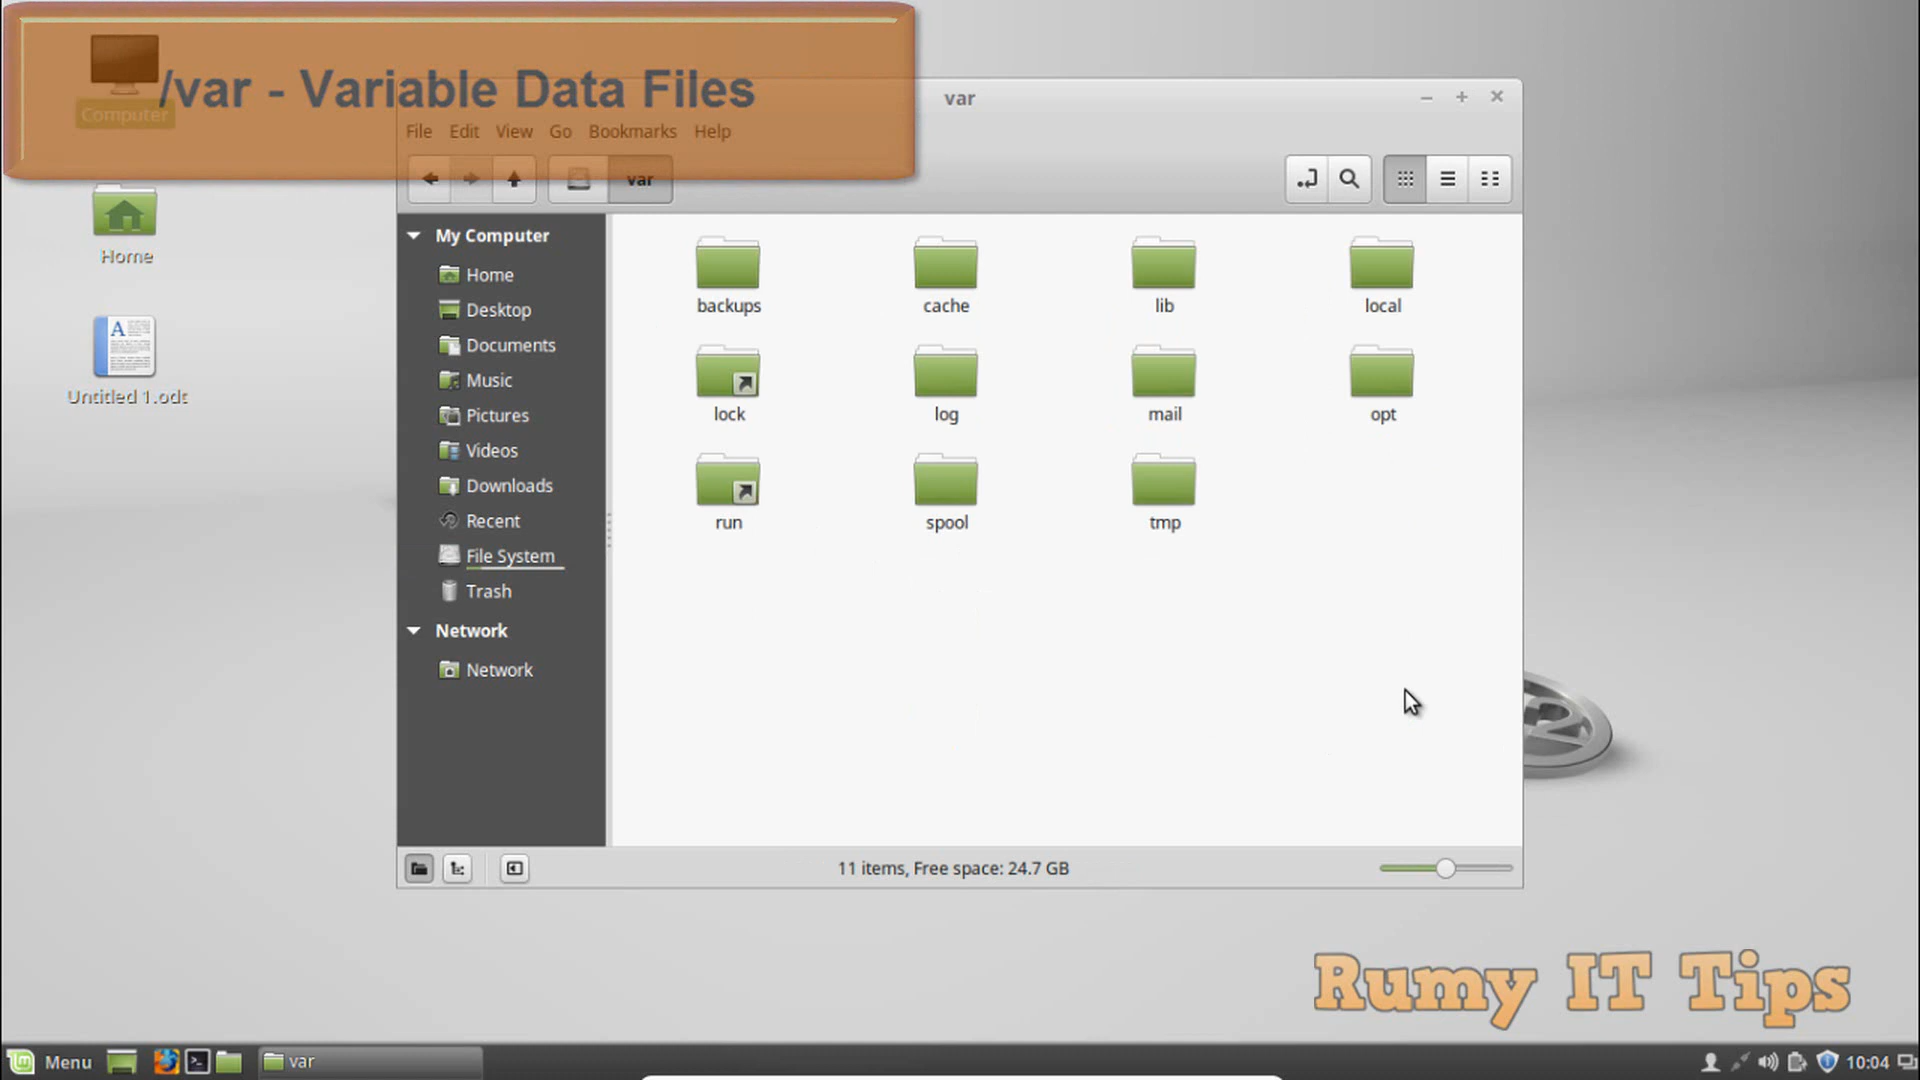 /var - Variable Data Files
Computer
var
File Edit View Go Bookmarks Help
var
Home
Untitled 1.odt
My Computer
Home
Desktop
Documents
Music
Pictures
Videos
Downloads
Recent
File System
Trash
Network
Network
backups cache lib local
lock log mail opt
run spool tmp
11 items, Free space: 24.7 GB
Rumy IT Tips
Menu var 10:04